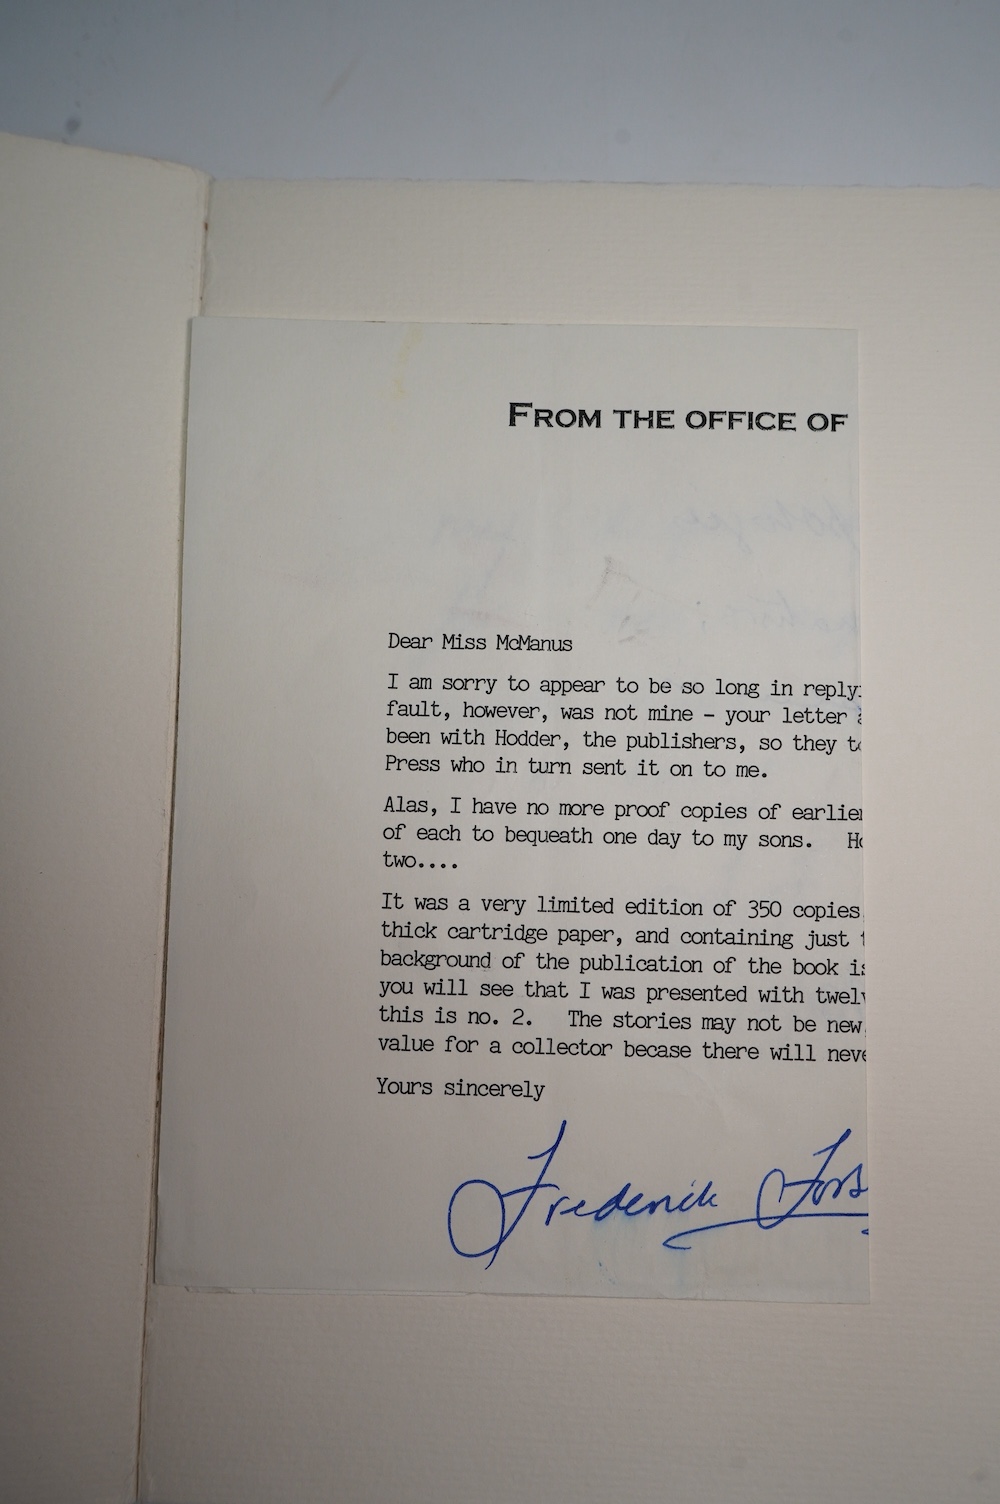 FROM THE OFFICE OF
Dear Miss McManus
I am sorry to appear to be so long in reply
fault, however, was not mine - your letter
been with Hodder, the publishers, so they
Press who in turn sent it on to me.
Alas, I have no more proof copies of earlier
of each to bequeath one day to my sons.
two....
It was a very limited edition of 350 copies
thick cartridge paper, and containing just
background of the publication of the book
you will see that I was presented with
this is no. 2. The stories may not be new
value for a collector becase there will
Yours sincerely
Frederick